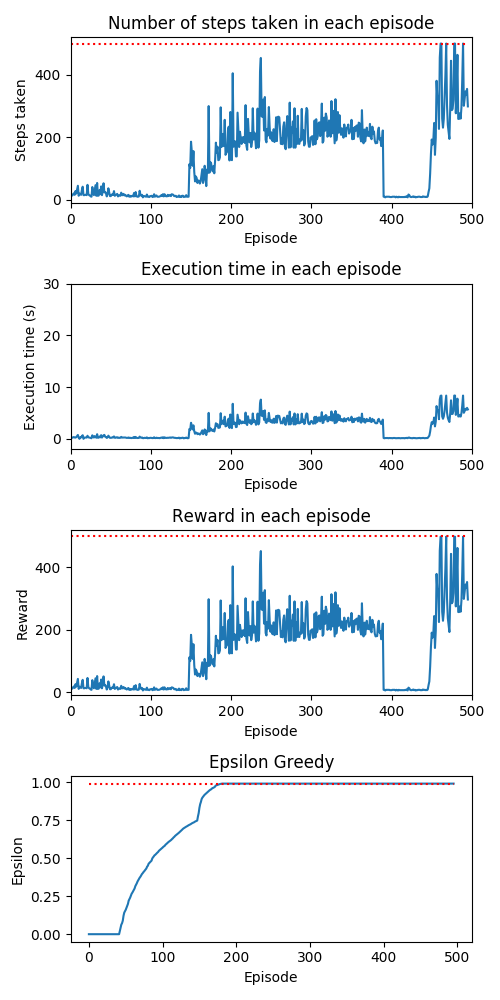 Number of steps taken in each episode
400
200
0
Steps taken
0 100 200 300 400 500
Episode
Execution time in each episode
30
20
10
0
Execution time (s)
0 100 200 300 400 500
Episode
Reward in each episode
400
200
0
Reward
0 100 200 300 400 500
Episode
Epsilon Greedy
1.00
0.75
0.50
0.25
0.00
Epsilon
0 100 200 300 400 500
Episode